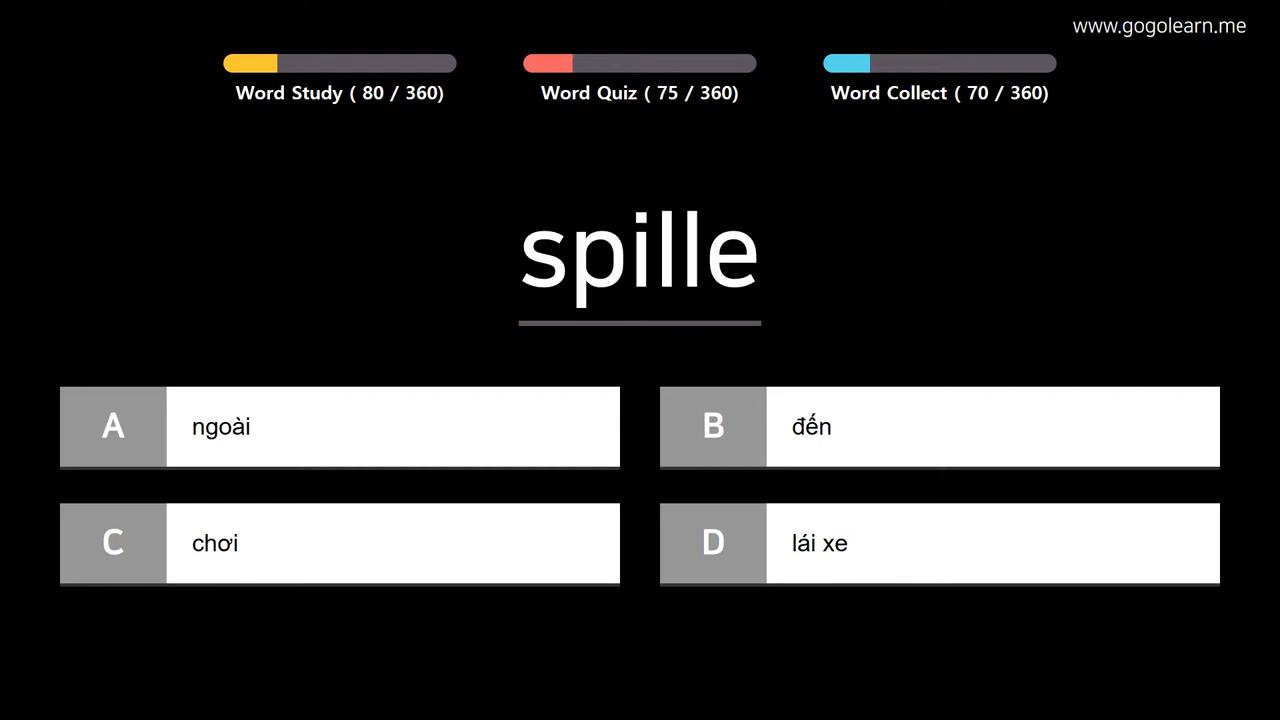 www.gogolearn.me
Word Study ( 80 / 360)
Word Quiz ( 75 / 360)
Word Collect ( 70 / 360)
spille
A ngoài
B đến
C chơi
D lái xe